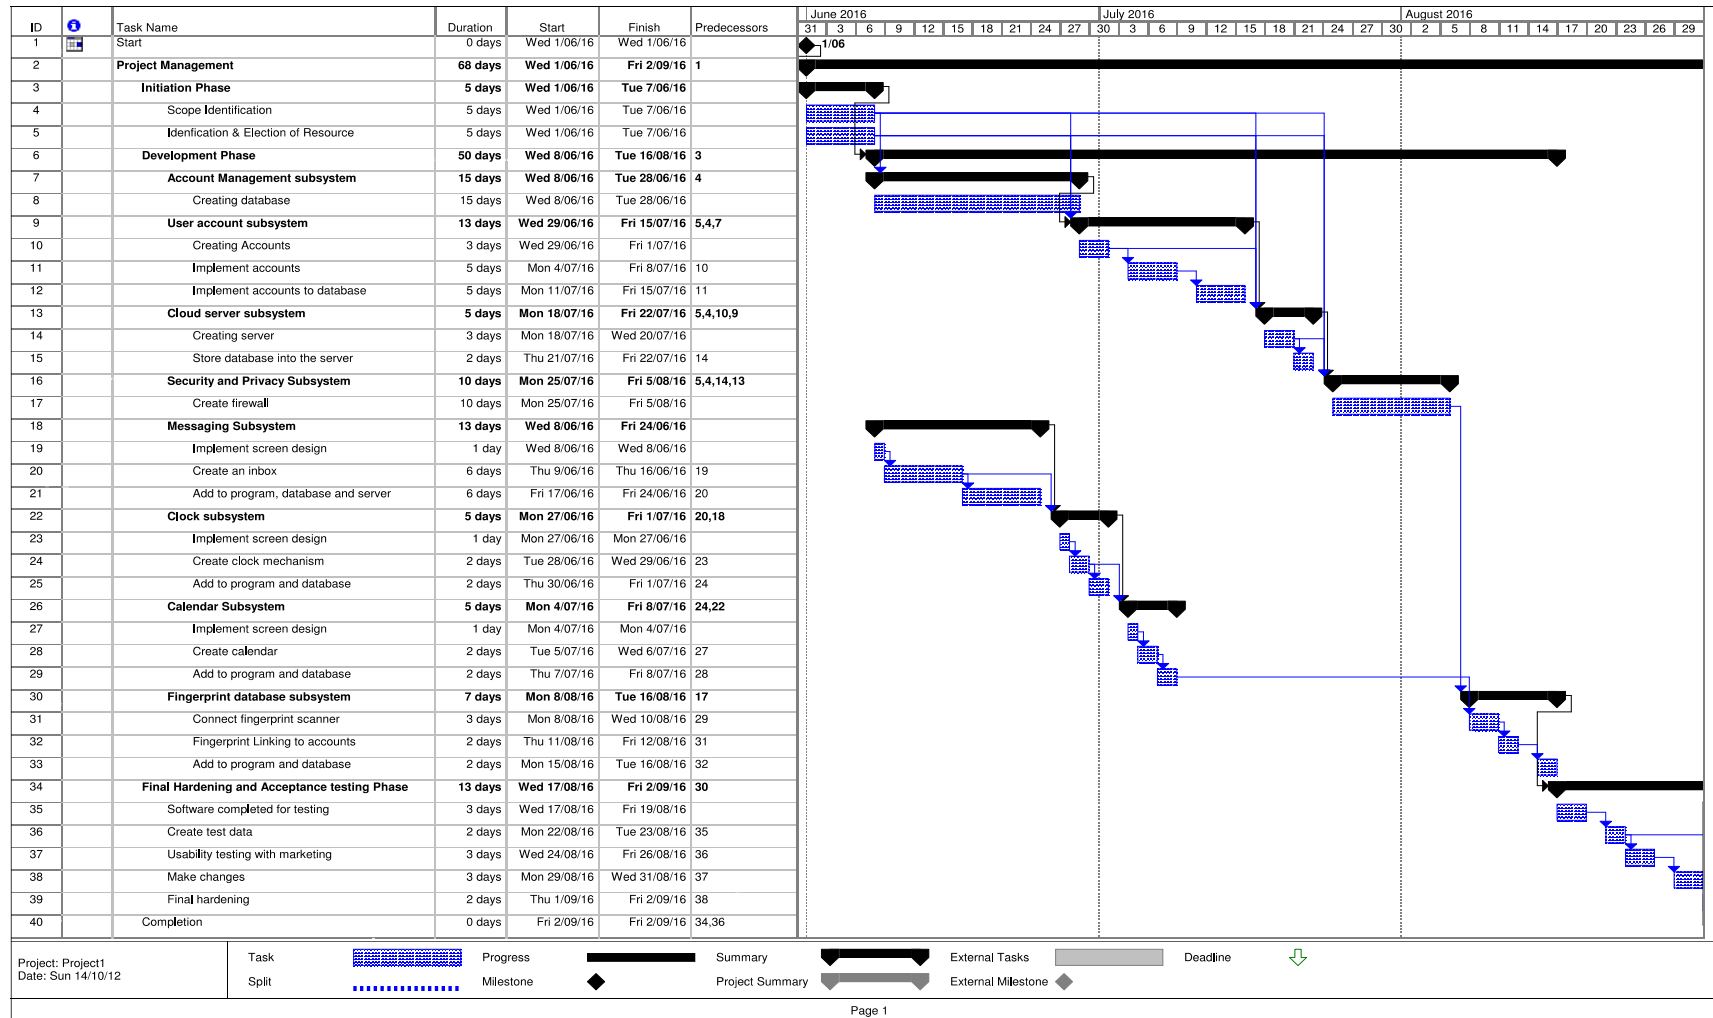 June 2016 July 2016 August 2016
ID Task Name Duration Start Finish Predecessors 31 3 6 9 12 15 18 21 24 27 30 3 6 9 12 15 18 21 24 27 30 2 5 8 11 14 17 20 23 26 29
1 Start 0 days Wed 1/06/16 Wed 1/06/16 1/06
2 Project Management 68 days Wed 1/06/16 Fri 2/09/16 1
3 Initiation Phase 5 days Wed 1/06/16 Tue 7/06/16
4 Scope Identification 5 days Wed 1/06/16 Tue 7/06/16
5 Idenfication & Election of Resource 5 days Wed 1/06/16 Tue 7/06/16
6 Development Phase 50 days Wed 8/06/16 Tue 16/08/16 3
7 Account Management subsystem 15 days Wed 8/06/16 Tue 28/06/16 4
8 Creating database 15 days Wed 8/06/16 Tue 28/06/16
9 User account subsystem 13 days Wed 29/06/16 Fri 15/07/16 5,4,7
10 Creating Accounts 3 days Wed 29/06/16 Fri 1/07/16
11 Implement accounts 5 days Mon 4/07/16 Fri 8/07/16 10
12 Implement accounts to database 5 days Mon 11/07/16 Fri 15/07/16 11
13 Cloud server subsystem 5 days Mon 18/07/16 Fri 22/07/16 5,4,10,9
14 Creating server 3 days Mon 18/07/16 Wed 20/07/16
15 Store database into the server 2 days Thu 21/07/16 Fri 22/07/16 14
16 Security and Privacy Subsystem 10 days Mon 25/07/16 Fri 5/08/16 5,4,14,13
17 Create firewall 10 days Mon 25/07/16 Fri 5/08/16
18 Messaging Subsystem 13 days Wed 8/06/16 Fri 24/06/16
19 Implement screen design 1 day Wed 8/06/16 Wed 8/06/16
20 Create an inbox 6 days Thu 9/06/16 Thu 16/06/16 19
21 Add to program, database and server 6 days Fri 17/06/16 Fri 24/06/16 20
22 Clock subsystem 5 days Mon 27/06/16 Fri 1/07/16 20,18
23 Implement screen design 1 day Mon 27/06/16 Mon 27/06/16
24 Create clock mechanism 2 days Tue 28/06/16 Wed 29/06/16 23
25 Add to program and database 2 days Thu 30/06/16 Fri 1/07/16 24
26 Calendar Subsystem 5 days Mon 4/07/16 Fri 8/07/16 24,22
27 Implement screen design 1 day Mon 4/07/16 Mon 4/07/16
28 Create calendar 2 days Tue 5/07/16 Wed 6/07/16 27
29 Add to program and database 2 days Thu 7/07/16 Fri 8/07/16 28
30 Fingerprint database subsystem 7 days Mon 8/08/16 Tue 16/08/16 17
31 Connect fingerprint scanner 3 days Mon 8/08/16 Wed 10/08/16 29
32 Fingerprint Linking to accounts 2 days Thu 11/08/16 Fri 12/08/16 31
33 Add to program and database 2 days Mon 15/08/16 Tue 16/08/16 32
34 Final Hardening and Acceptance testing Phase 13 days Wed 17/08/16 Fri 2/09/16 30
35 Software completed for testing 3 days Wed 17/08/16 Fri 19/08/16
36 Create test data 2 days Mon 22/08/16 Tue 23/08/16 35
37 Usability testing with marketing 3 days Wed 24/08/16 Fri 26/08/16 36
38 Make changes 3 days Mon 29/08/16 Wed 31/08/16 37
39 Final hardening 2 days Thu 1/09/16 Fri 2/09/16 38
40 Completion 0 days Fri 2/09/16 Fri 2/09/16 34,36
Project: Project1
Date: Sun 14/10/12
Task Progress Summary External Tasks Deadline
Split Milestone Project Summary External Milestone
Page 1